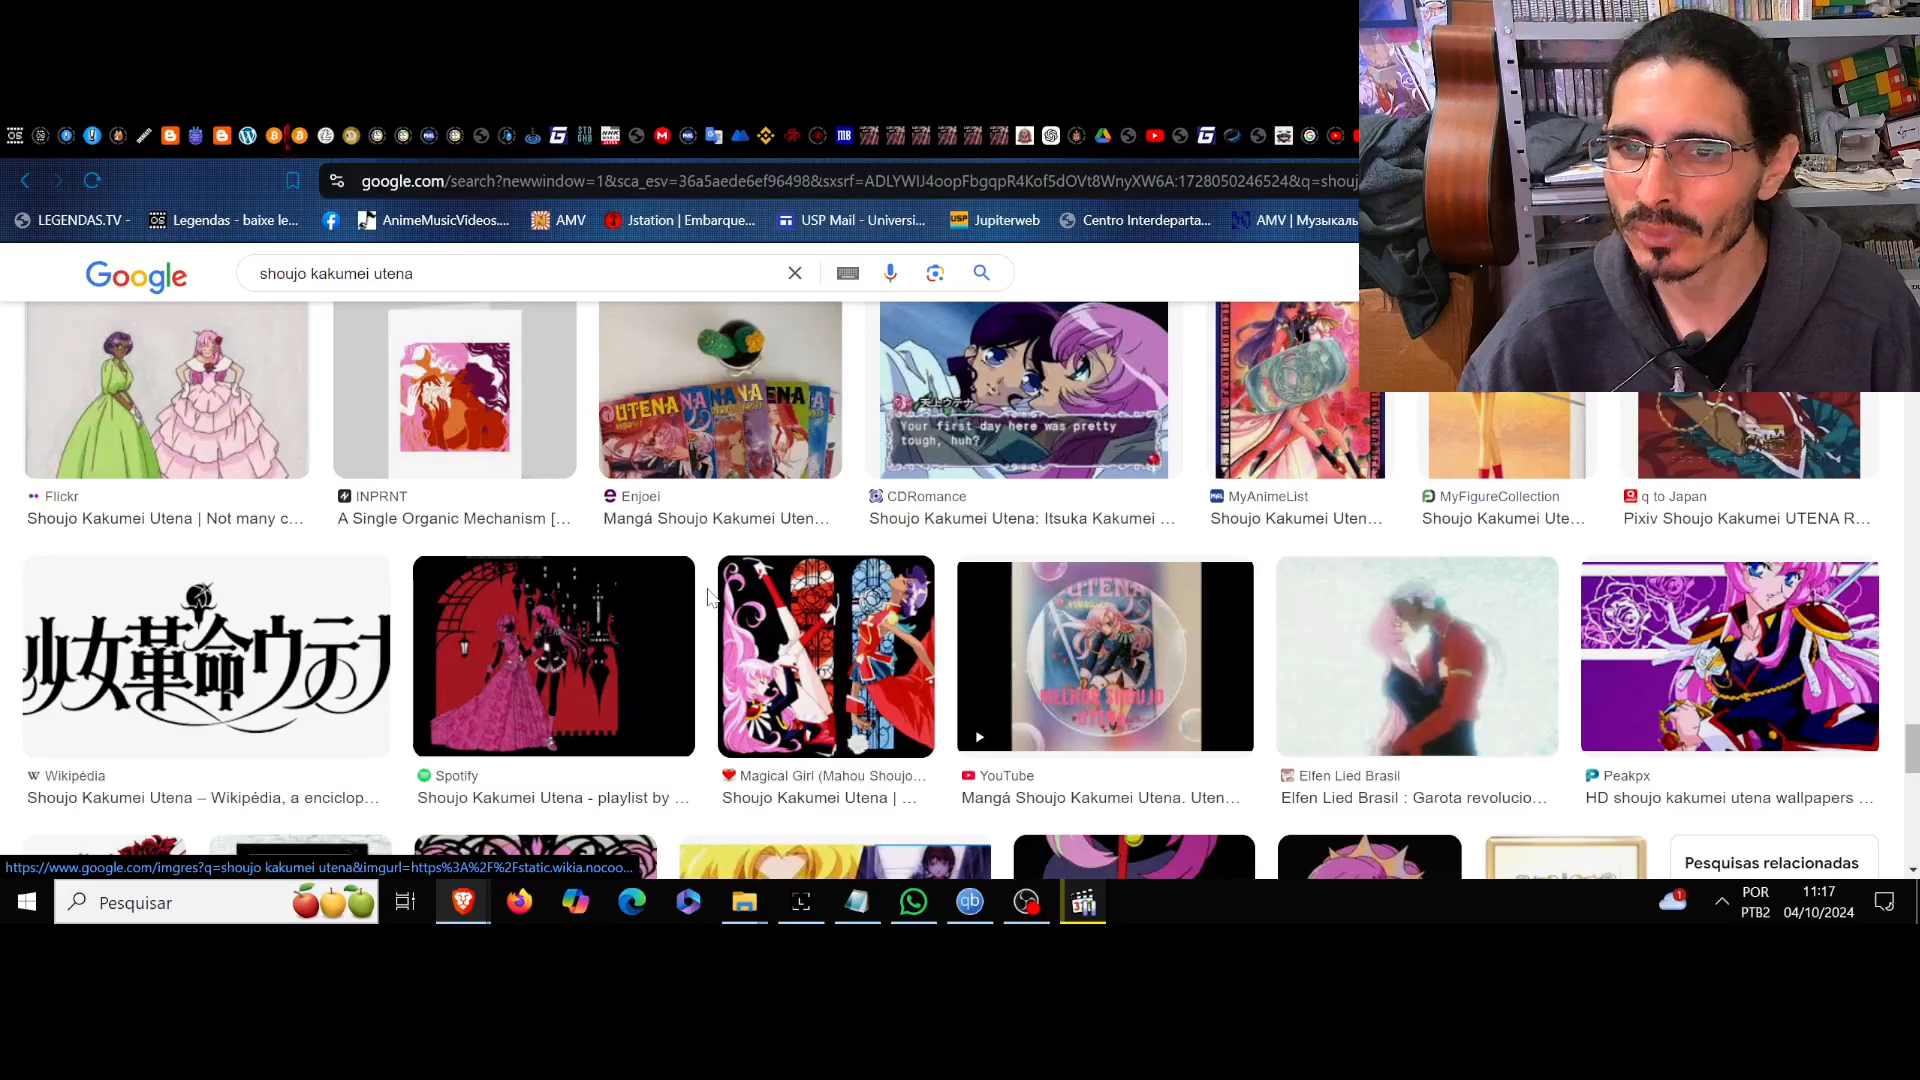 google.com/search?newwindow=1&sca_esv=36a5aede6ef96498&sxsrf=ADLYWIJ4oopFbgqpR4Kof5dOVt8WnyXW6A:1728050246524&q=shouj
LEGENDAS.TV -
Legendas - baixe le...
AnimeMusicVideos....
AMV
Jstation | Embarque...
USP Mail - Universi...
Jupiterweb
Centro Interdeparta...
AMV | Музыкаль
Google
shoujo kakumei utena
UTENA
Your first day here was pretty
tough, huh?
Flickr
Shoujo Kakumei Utena | Not many c...
INPRNT
A Single Organic Mechanism [...
Enjoei
Mangá Shoujo Kakumei Uten...
CDRomance
Shoujo Kakumei Utena: Itsuka Kakumei ...
MyAnimeList
Shoujo Kakumei Uten...
MyFigureCollection
Shoujo Kakumei Ute...
q to Japan
Pixiv Shoujo Kakumei UTENA R...
少女革命ウテナ
UTENA
MELHOR SHOUJO
UTENA
Wikipédia
Shoujo Kakumei Utena – Wikipédia, a enciclop...
Spotify
Shoujo Kakumei Utena - playlist by ...
Magical Girl (Mahou Shoujo...
Shoujo Kakumei Utena | ...
YouTube
Mangá Shoujo Kakumei Utena. Uten...
Elfen Lied Brasil
Elfen Lied Brasil : Garota revolucio...
Peakpx
HD shoujo kakumei utena wallpapers ...
Pesquisas relacionadas
https://www.google.com/imgres?q=shoujo kakumei utena&imgurl=https%3A%2F%2Fstatic.wikia.nocoo...
Pesquisar
POR
PTB2
11:17
04/10/2024